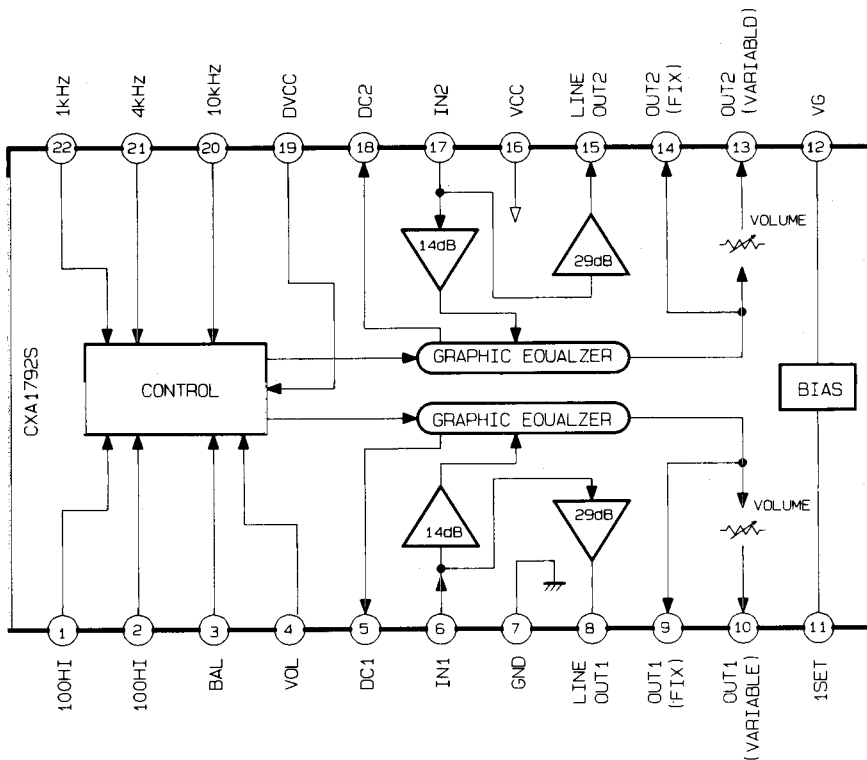 1kHz
4kHz
10kHz
DVCC
DC2
IN2
VCC
LINE
OUT2
OUT2
(FIX)
OUT2
(VARIABLD)
VG
22
21
20
19
18
17
16
15
14
13
12
CXA1792S
14dB
29dB
VOLUME
CONTROL
GRAPHIC EQUALZER
BIAS
GRAPHIC EQUALZER
14dB
29dB
VOLUME
1
2
3
4
5
6
7
8
9
10
11
100HI
100HI
BAL
VOL
DC1
IN1
GND
LINE
OUT1
OUT1
(FIX)
OUT1
(VARIABLE)
1SET